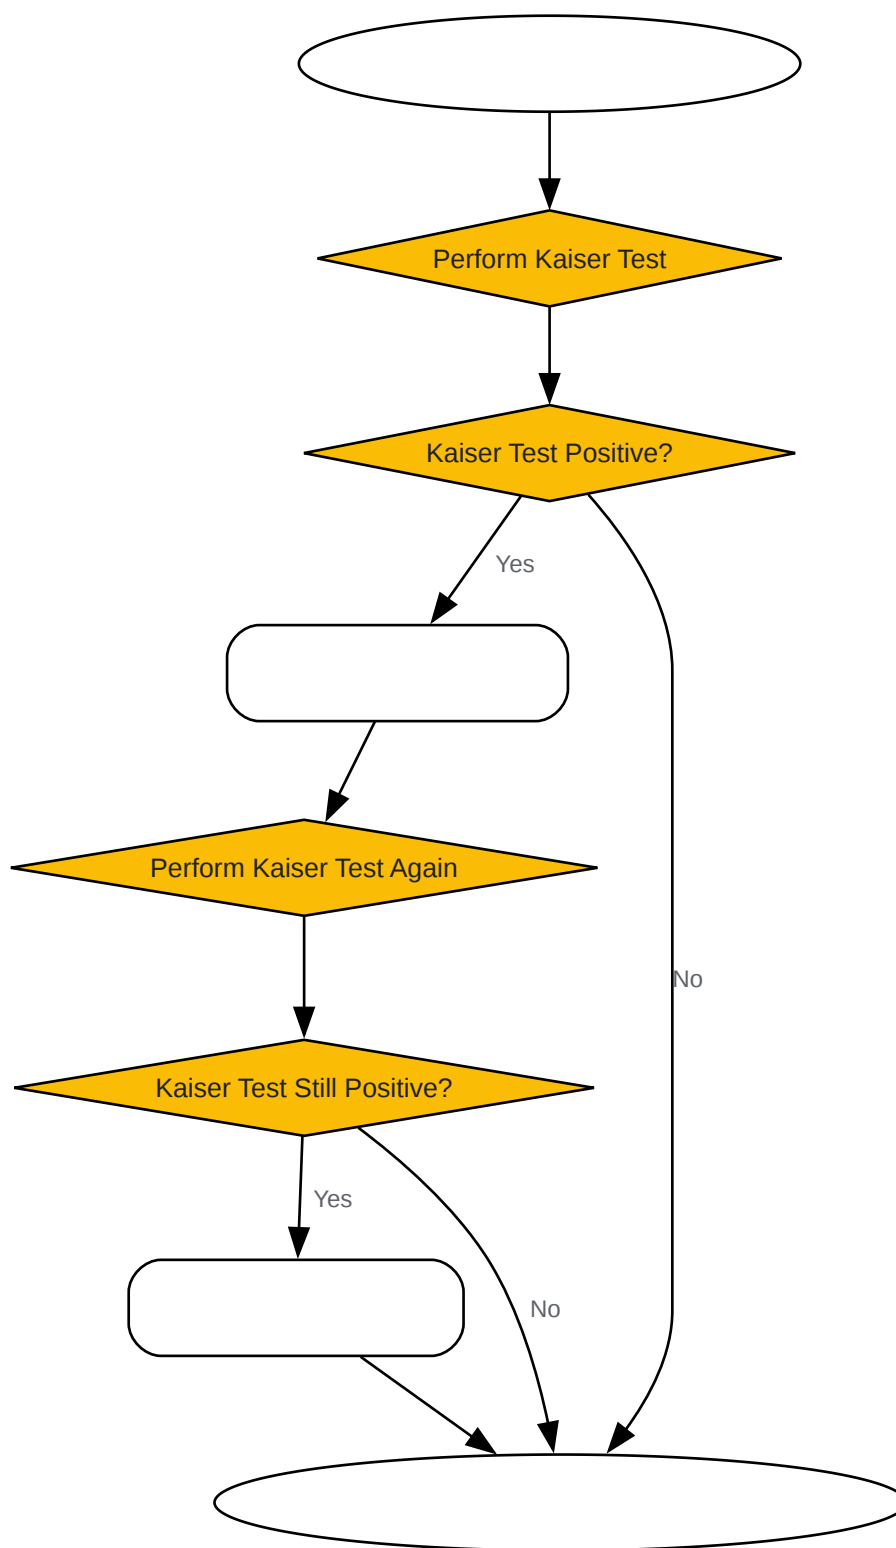 Perform Kaiser Test
Kaiser Test Positive?
Yes
Perform Kaiser Test Again
No
Kaiser Test Still Positive?
Yes
No